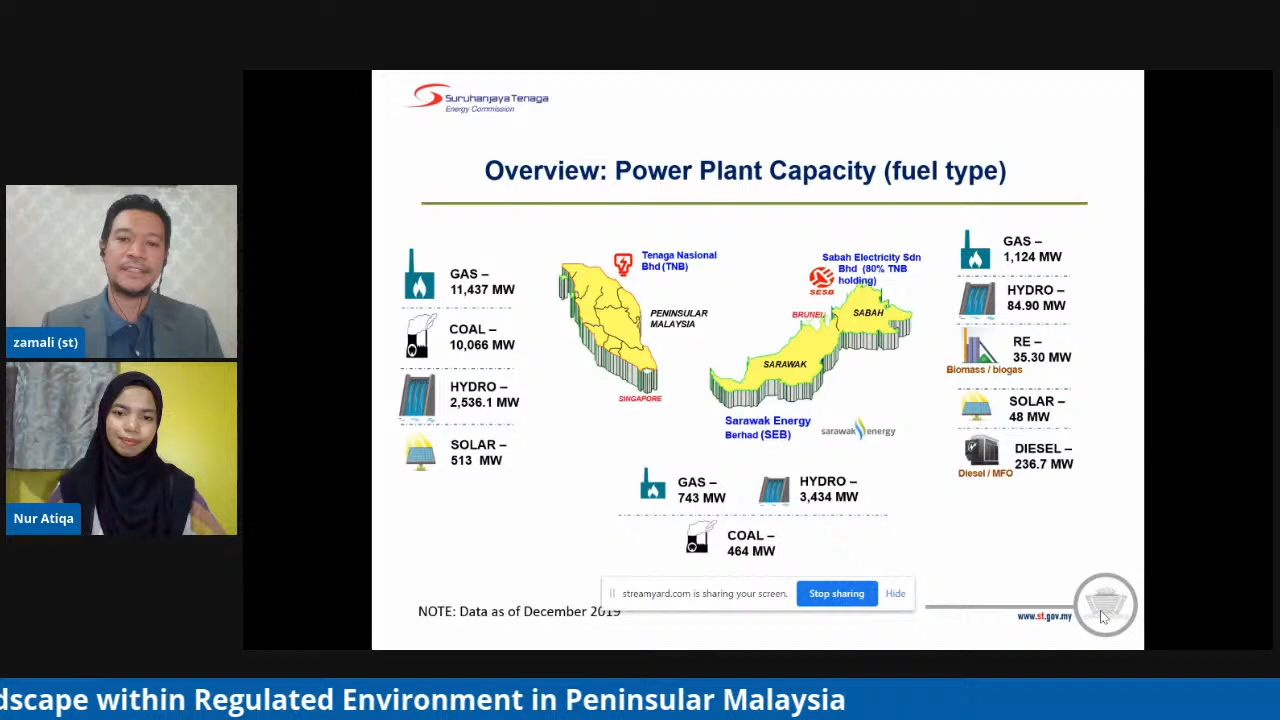 Suruhanjaya Tenaga
Energy Commission
Overview: Power Plant Capacity (fuel type)
zamali (st)
Nur Atiqa
GAS –
11,437 MW
COAL –
10,066 MW
HYDRO –
2,536.1 MW
SOLAR –
513 MW
Tenaga Nasional
Bhd (TNB)
PENINSULAR
MALAYSIA
SINGAPORE
Sabah Electricity Sdn
Bhd (80% TNB
holding)
SESB
BRUNEI
SABAH
SARAWAK
Sarawak Energy
Berhad (SEB)
sarawak energy
GAS –
1,124 MW
HYDRO –
84.90 MW
RE –
35.30 MW
Biomass / biogas
SOLAR –
48 MW
DIESEL –
236.7 MW
Diesel / MFO
GAS –
743 MW
HYDRO –
3,434 MW
COAL –
464 MW
streamyard.com is sharing your screen.
Stop sharing
Hide
NOTE: Data as of December 2019
www.st.gov.my
dscape within Regulated Environment in Peninsular Malaysia